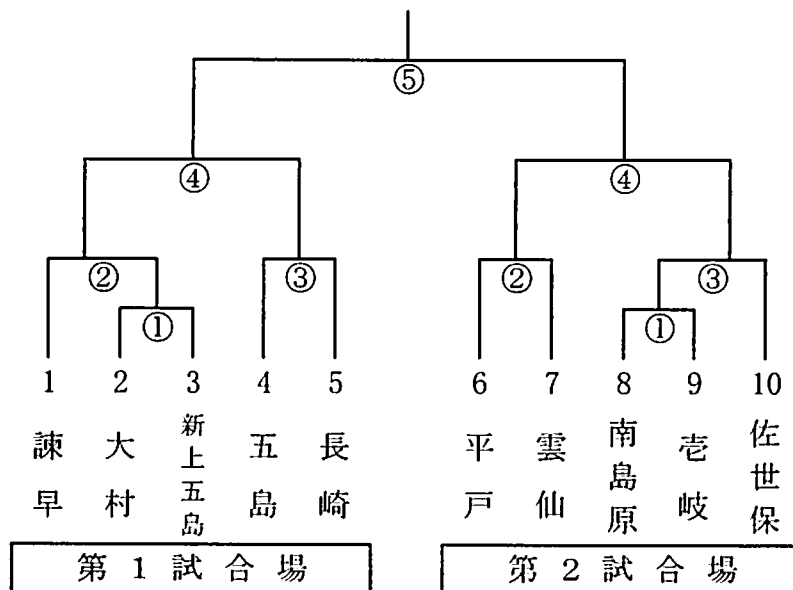 ⑤
④ ④
② ③ ② ③
① ①
1 2 3 4 5 6 7 8 9 10
諫早 大村 新上五島 五島 長崎 平戸 雲仙 南島原 壱岐 佐世保
第1試合場 第2試合場